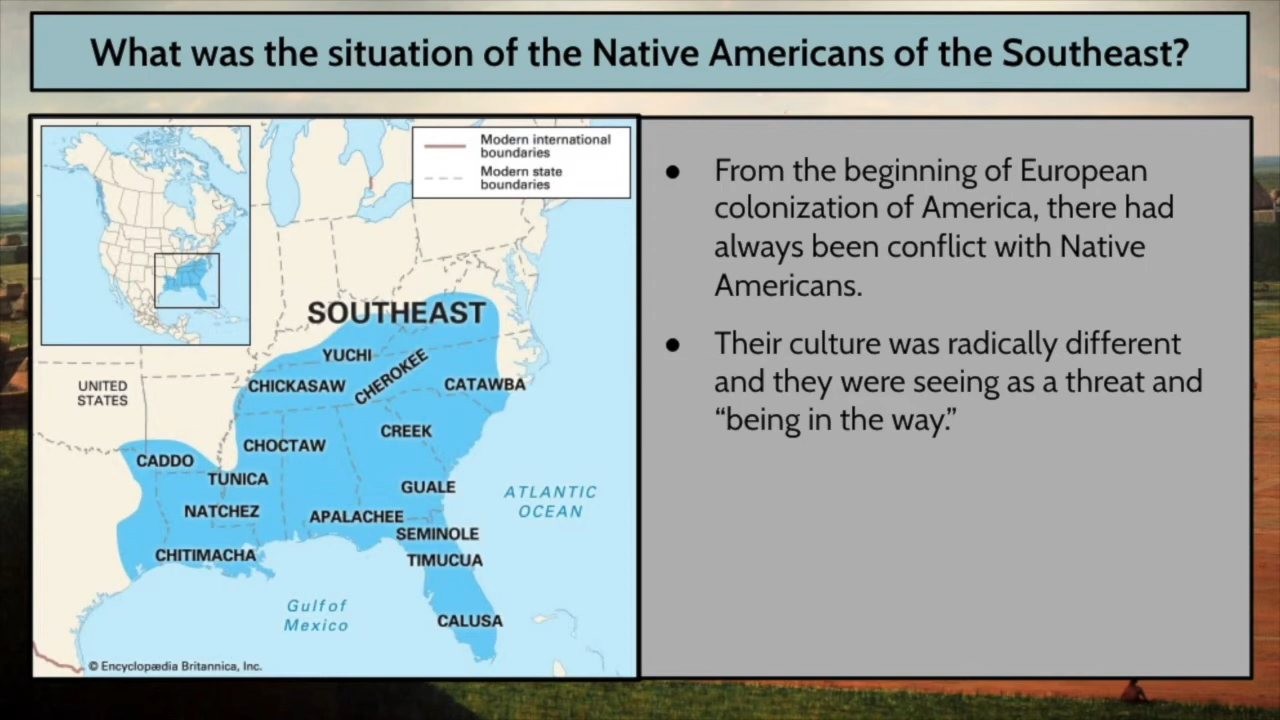 What was the situation of the Native Americans of the Southeast?
Modern international
boundaries
Modern state
boundaries
SOUTHEAST
YUCHI
CHEROKEE
CHICKASAW
CATAWBA
UNITED
STATES
CREEK
CHOCTAW
CADDO
TUNICA
GUALE
ATLANTIC
OCEAN
NATCHEZ
APALACHEE
SEMINOLE
CHITIMACHA
TIMUCUA
Gulf of
Mexico
CALUSA
© Encyclopædia Britannica, Inc.
● From the beginning of European
colonization of America, there had
always been conflict with Native
Americans.
● Their culture was radically different
and they were seeing as a threat and
“being in the way.”